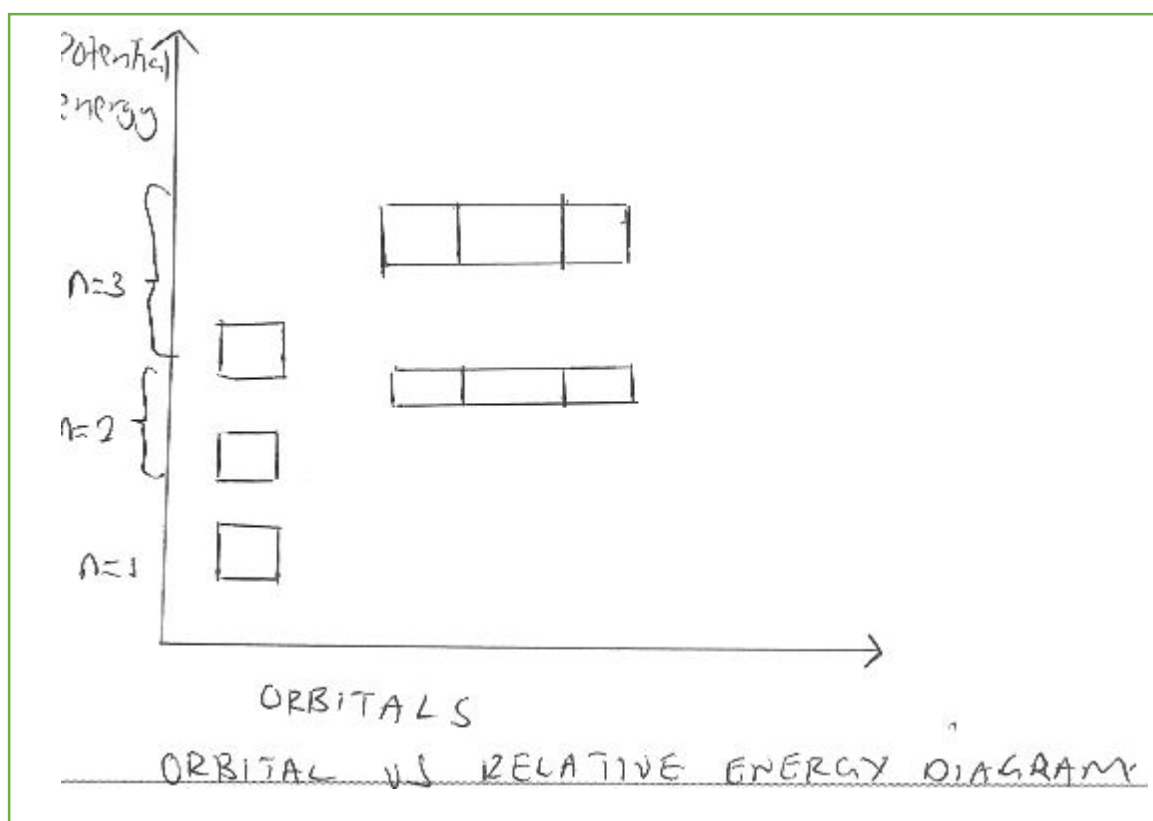 Potential
energy
n=3
n=2
n=1
ORBITALS
ORBITAL VS RELATIVE ENERGY DIAGRAM